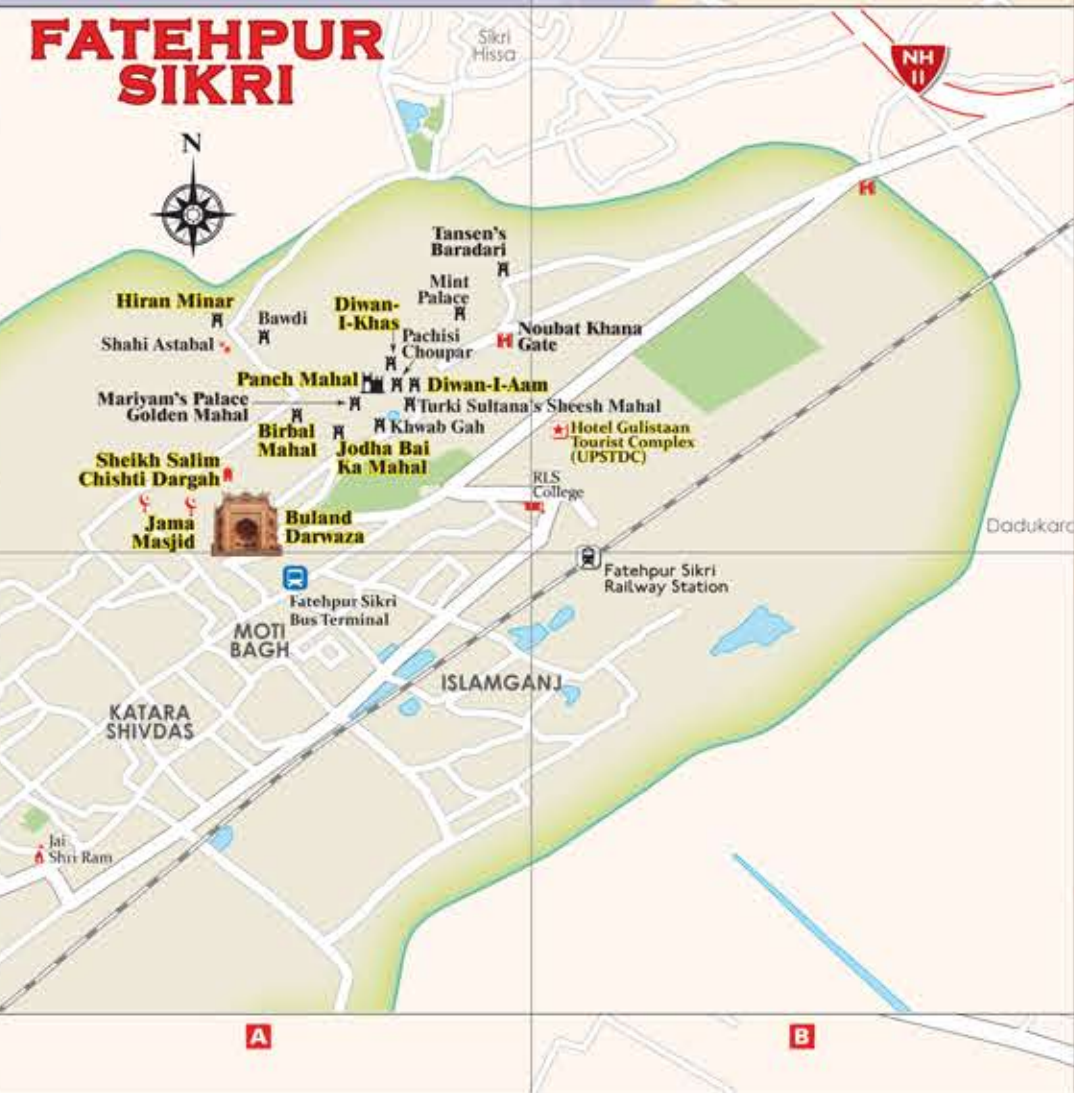 FATEHPUR
SIKRI
Sikri
Hissa
NH
11
N
Tansen's
Baradari
Mint
Palace
Hiran Minar
Diwan-
I-Khas
Bawdi
Shahi Astabal
Pachisi
Choupar
Noubat Khana
Gate
Panch Mahal
Diwan-I-Aam
Mariyam's Palace
Golden Mahal
Turki Sultana's Sheesh Mahal
Khwab Gah
Birbal
Mahal
Jodha Bai
Ka Mahal
Hotel Gulistaan
Tourist Complex
(UPSTDC)
Sheikh Salim
Chishti Dargah
RLS
College
Jama
Masjid
Buland
Darwaza
Dadukaro
Fatehpur Sikri
Railway Station
Fatehpur Sikri
Bus Terminal
MOTI
BAGH
ISLAMGANJ
KATARA
SHIVDAS
Jai
Shri Ram
A
B